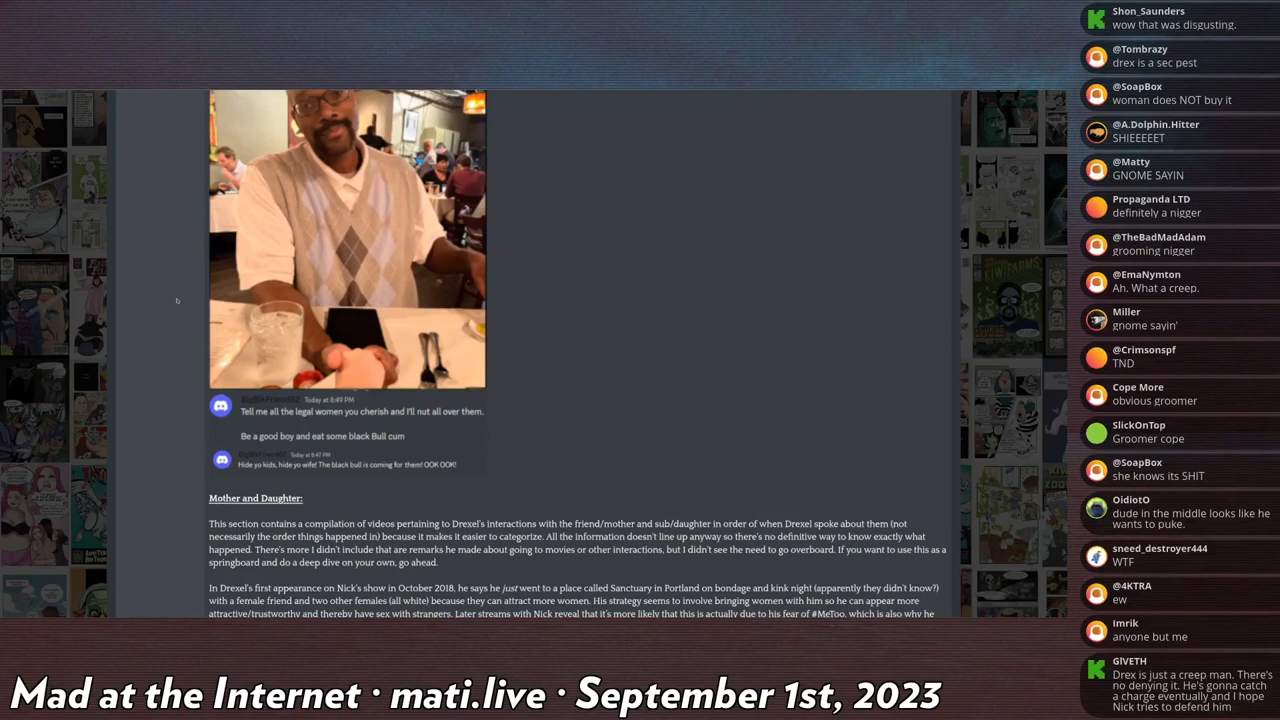 BigBlkFriend82 Today at 8:49 PM
Tell me all the legal women you cherish and I'll nut all over them.
Be a good boy and eat some black Bull cum
Today at 8:47 PM
Hide yo kids, hide yo wife! The black bull is coming for them! OOK OOK!
Mother and Daughter:
This section contains a compilation of videos pertaining to Drexel's interactions with the friend/mother and sub/daughter in order of when Drexel spoke about them (not
necessarily the order things happened in) because it makes it easier to categorize. All the information doesn't line up anyway so there's no definitive way to know exactly what
happened. There's more I didn't include that are remarks he made about going to movies or other interactions, but I didn't see the need to go overboard. If you want to use this as a
springboard and do a deep dive on your own, go ahead.
In Drexel's first appearance on Nick's show in October 2018, he says he just went to a place called Sanctuary in Portland on bondage and kink night (apparently they didn't know?)
with a female friend and two other females (all white) because they can attract more women. His strategy seems to involve bringing women with him so he can appear more
attractive/trustworthy and thereby have sex with strangers. Later streams with Nick reveal that it's more likely that this is actually due to his fear of #MeToo, which is also why he
Shon_Saunders
wow that was disgusting.
@Tombrazy
drex is a sec pest
@SoapBox
woman does NOT buy it
@A.Dolphin.Hitter
SHIEEEEET
@Matty
GNOME SAYIN
Propaganda LTD
definitely a nigger
@TheBadMadAdam
grooming nigger
@EmaNymton
Ah. What a creep.
Miller
gnome sayin'
@Crimsonspf
TND
Cope More
obvious groomer
SlickOnTop
Groomer cope
@SoapBox
she knows its SHIT
OidiotO
dude in the middle looks like he
wants to puke.
sneed_destroyer444
WTF
@4KTRA
ew
Imrik
anyone but me
GlVETH
Drex is just a creep man. There's
no denying it. He's gonna catch
a charge eventually and I hope
Nick tries to defend him
KIWIFARMS
Mad at the Internet · mati.live · September 1st, 2023